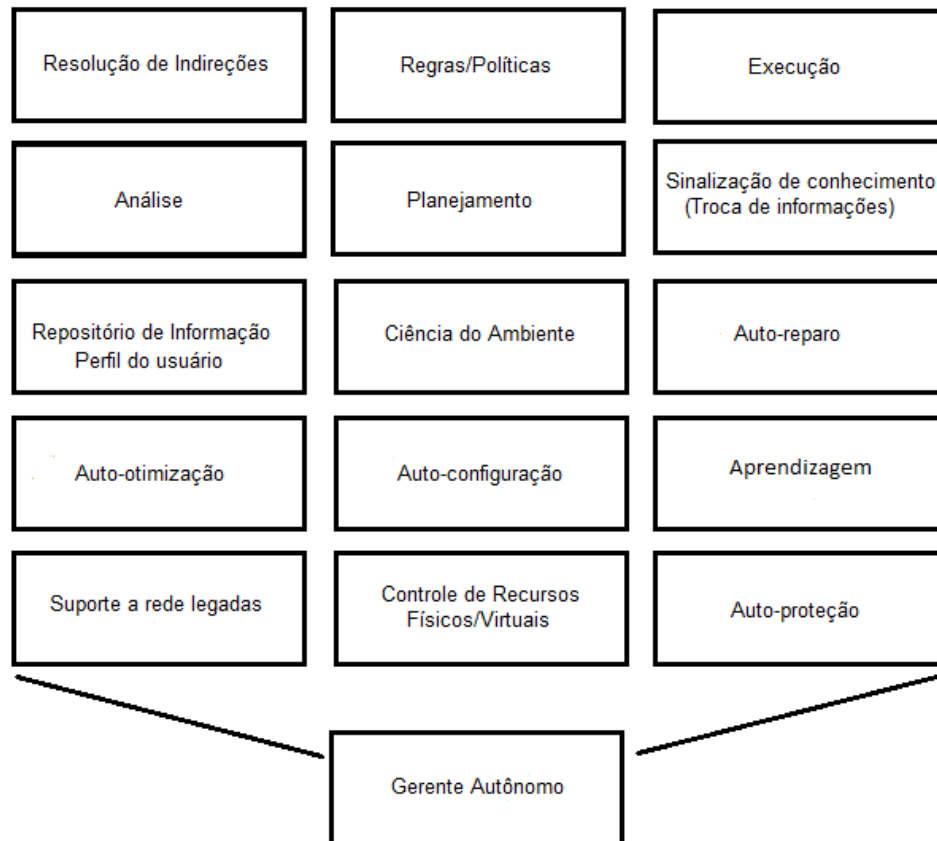 Resolução de Indireções
Regras/Políticas
Execução
Análise
Planejamento
Sinalização de conhecimento
(Troca de informações)
Repositório de Informação
Perfil do usuário
Ciência do Ambiente
Auto-reparo
Auto-otimização
Auto-configuração
Aprendizagem
Suporte a rede legadas
Controle de Recursos
Físicos/Virtuais
Auto-proteção
Gerente Autônomo